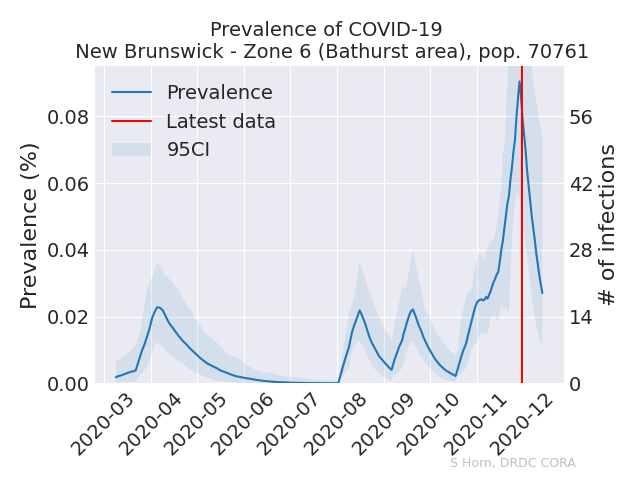 Prevalence of COVID-19
New Brunswick - Zone 6 (Bathurst area), pop. 70761
Prevalence
Latest data
95CI
Prevalence (%)
0.08
0.06
0.04
0.02
0.00
56
42
28
14
0
# of infections
2020-03
2020-04
2020-05
2020-06
2020-07
2020-08
2020-09
2020-10
2020-11
2020-12
S Horn, DRDC CORA